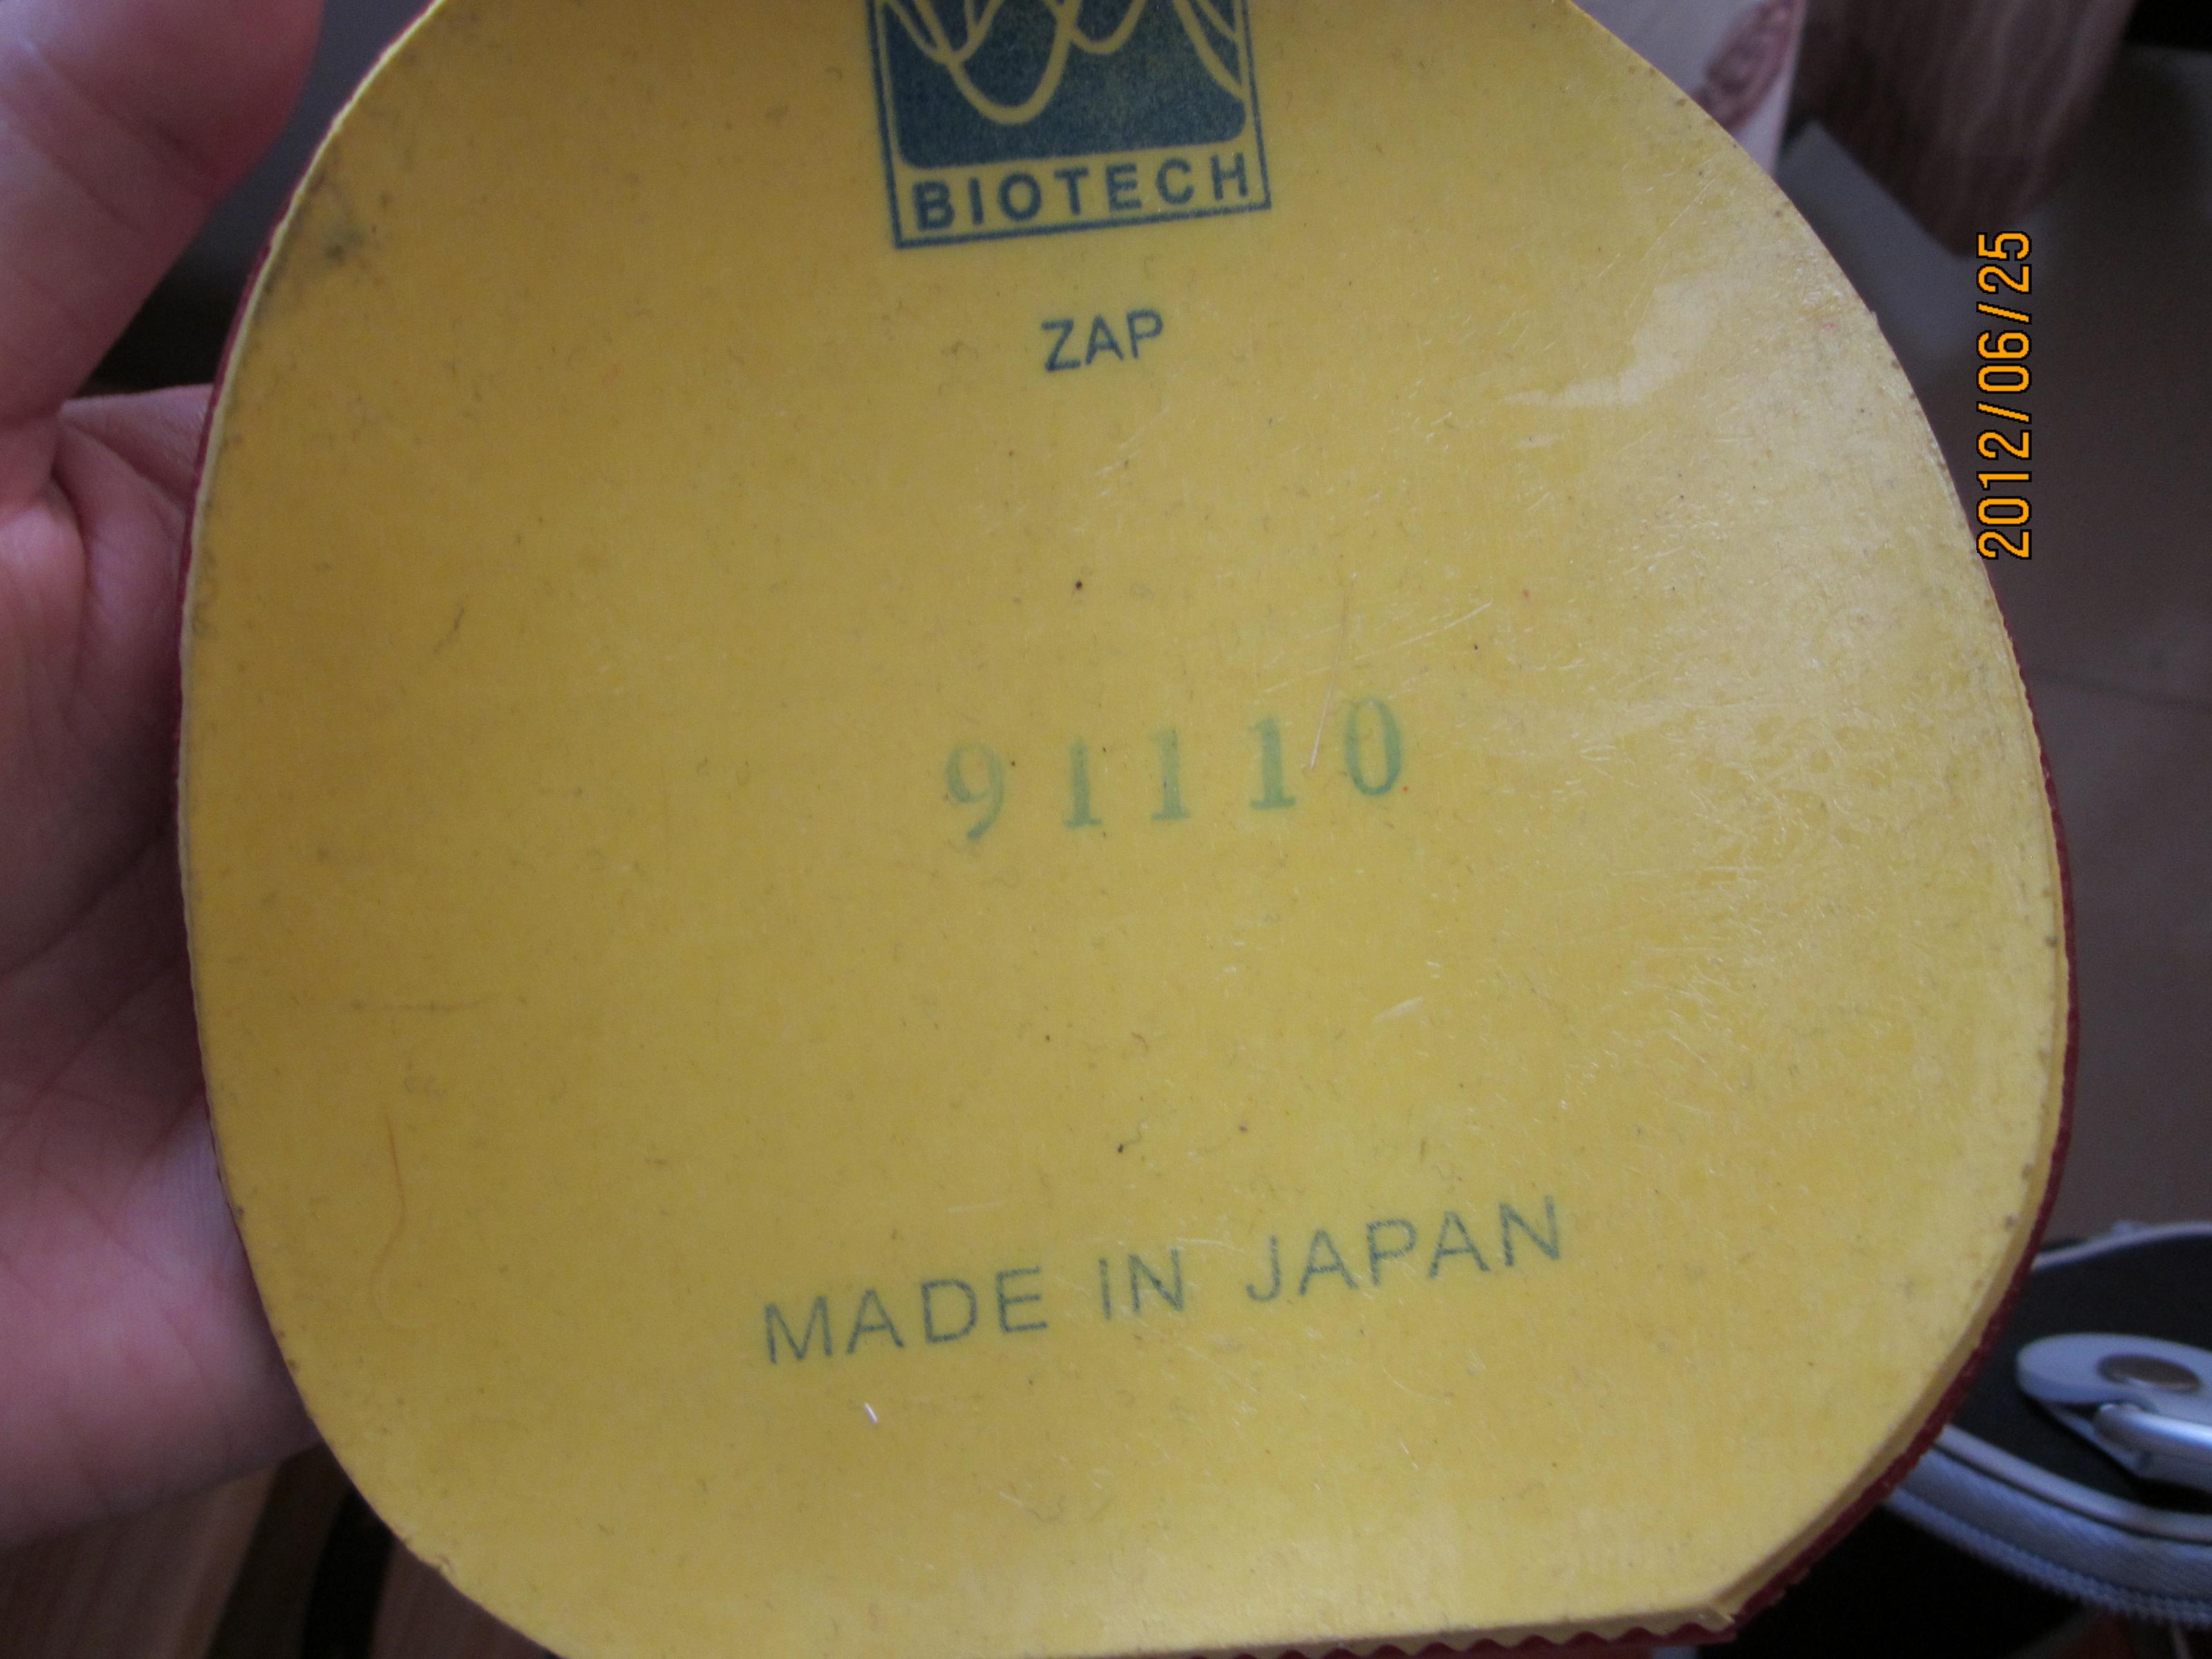 BIOTECH
ZAP
91110
MADE IN JAPAN
2012/06/25